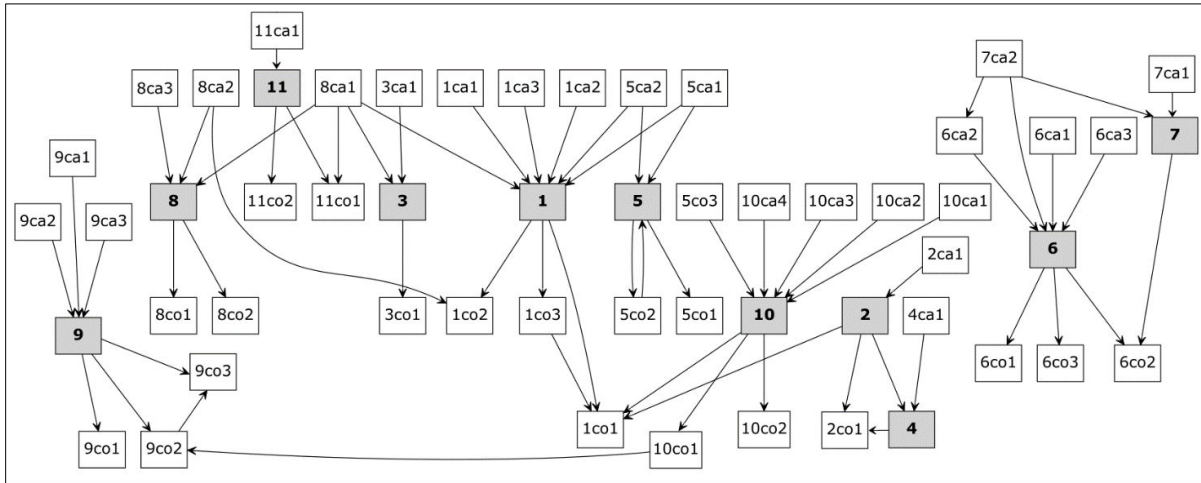 11ca1
8ca3
8ca2
11
8ca1
3ca1
1ca1
1ca3
1ca2
5ca2
5ca1
7ca2
7ca1
6ca2
6ca1
6ca3
7
9ca1
9ca2
9ca3
8
11co2
11co1
3
1
5
5co3
10ca4
10ca3
10ca2
10ca1
6
2ca1
9
8co1
8co2
3co1
1co2
1co3
5co2
5co1
10
2
4ca1
9co3
6co1
6co3
6co2
9co1
9co2
1co1
10co1
10co2
2co1
4